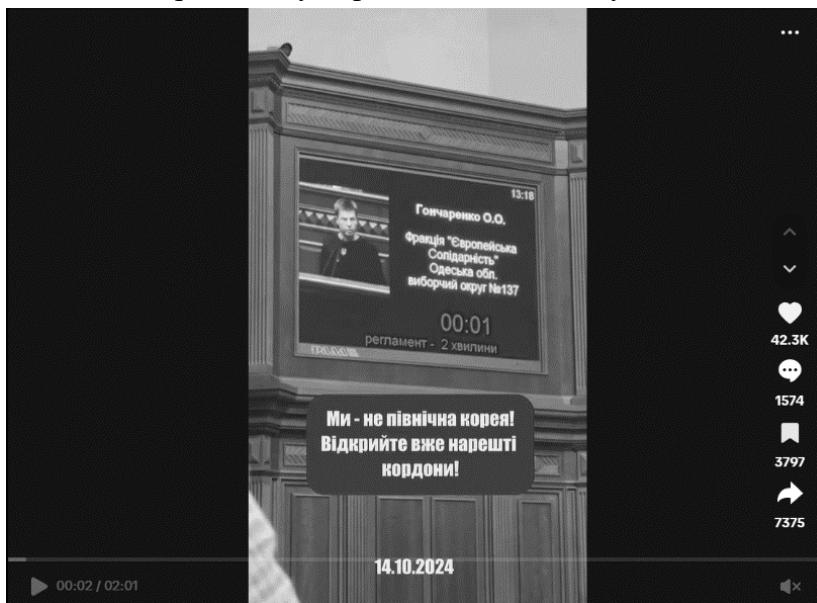 13:18
Гончаренко О.О.
Фракція "Європейська
Солідарність"
Одеська обл.
виборчий округ №137
00:01
регламент - 2 хвилини
Ми - не північна корея!
Відкрийте вже нарешті
кордони!
42.3K
1574
3797
7375
14.10.2024
00:02 / 02:01